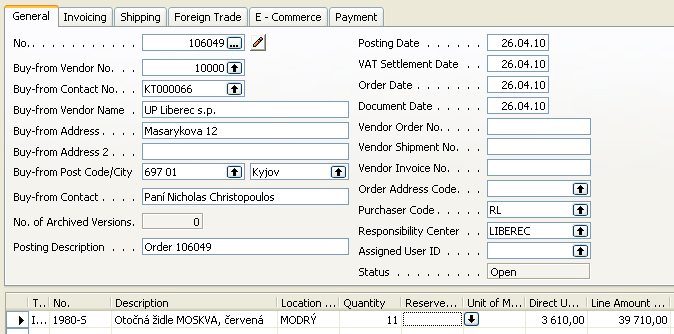 General Invoicing Shipping Foreign Trade E - Commerce Payment
No. . . . . . . . . . . . 106049 ...
Buy-from Vendor No. . . . 10000
Buy-from Contact No. . . . KT000066
Buy-from Vendor Name . . UP Liberec s.p.
Buy-from Address . . . . . Masarykova 12
Buy-from Address 2 . . . .
Buy-from Post Code/City 697 01 Kyjov
Buy-from Contact . . . . . Paní Nicholas Christopoulos
No. of Archived Versions. 0
Posting Description . . . . Order 106049
Posting Date . . . . . . . 26.04.10
VAT Settlement Date . . 26.04.10
Order Date . . . . . . . . 26.04.10
Document Date . . . . . 26.04.10
Vendor Order No. . . . .
Vendor Shipment No. . .
Vendor Invoice No. . . .
Order Address Code. . . .
Purchaser Code . . . . . RL
Responsibility Center . . LIBEREC
Assigned User ID . . . .
Status . . . . . . . . . . Open
T... No. Description Location ... Quantity Reserve... Unit of M... Direct U... Line Amount ...
I... 1980-S Otočná židle MOSKVA, červená MODRÝ 11 3 610,00 39 710,00